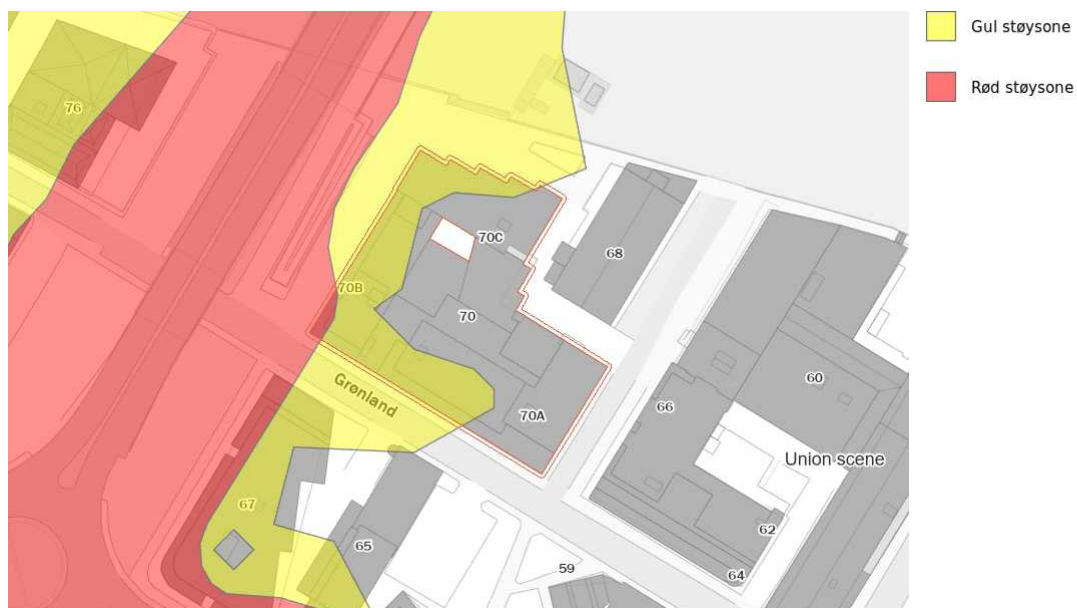 Gul støysone
Rød støysone
76
70C
68
70B
70
60
Grønland
66
70A
Union scene
67
65
62
59
64